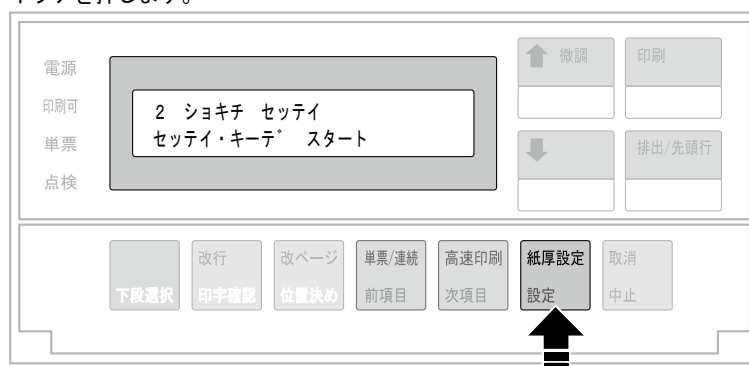 イッチを押します。
電源
印刷可
単票
点検
2 ショキチ セッテイ
セッテイ・キーデ スタート
微調
印刷
排出/先頭行
下段選択
改行
印字確認
改ページ
位置決め
単票/連続
前項目
高速印刷
次項目
紙厚設定
設定
取消
中止